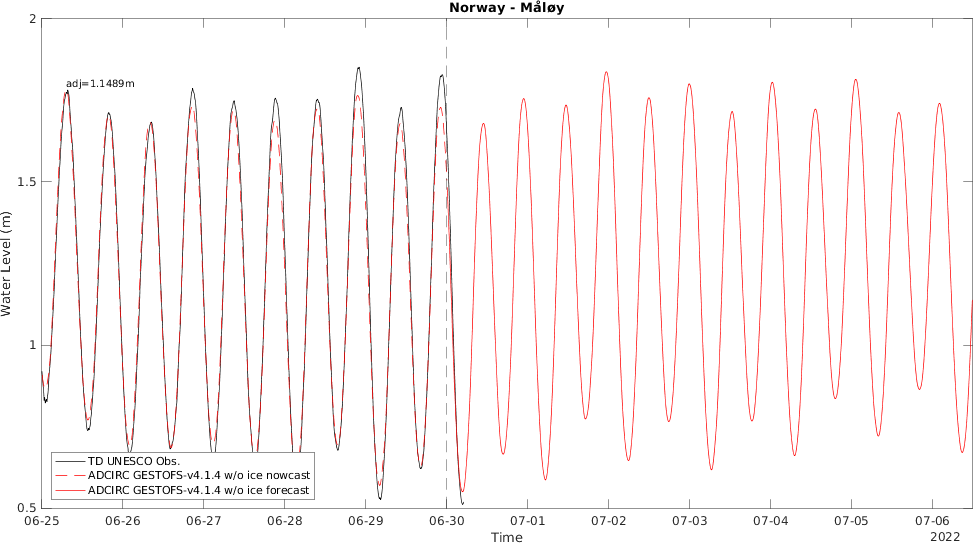 Norway - Måløy
2
adj=1.1489m
1.5
Water Level (m)
1
TD UNESCO Obs.
ADCIRC GESTOFS-v4.1.4 w/o ice nowcast
ADCIRC GESTOFS-v4.1.4 w/o ice forecast
0.5
06-25 06-26 06-27 06-28 06-29 06-30 07-01 07-02 07-03 07-04 07-05 07-06
Time
2022